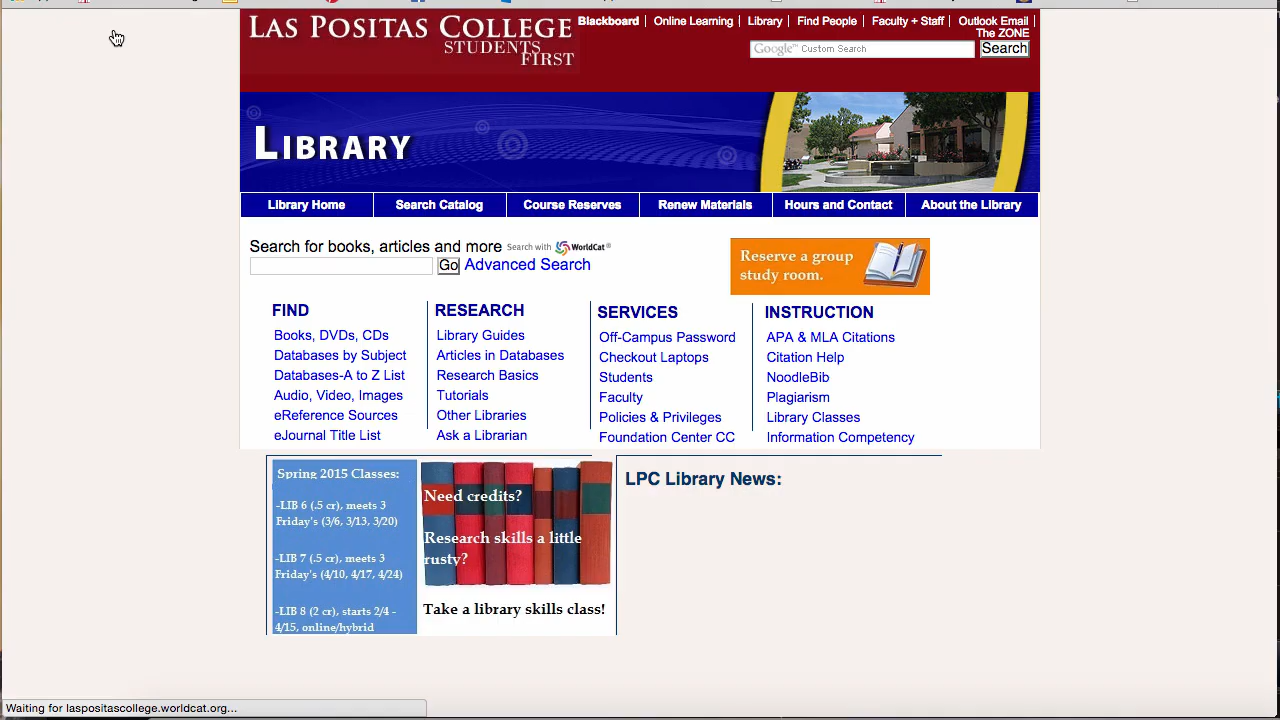 LAS POSITAS COLLEGE
STUDENTS
FIRST
Blackboard | Online Learning | Library | Find People | Faculty + Staff | Outlook Email |
The ZONE
Google™ Custom Search
Search
LIBRARY
Library Home
Search Catalog
Course Reserves
Renew Materials
Hours and Contact
About the Library
Search for books, articles and more Search with WorldCat®
Go Advanced Search
Reserve a group
study room.
FIND
Books, DVDs, CDs
Databases by Subject
Databases-A to Z List
Audio, Video, Images
eReference Sources
eJournal Title List
RESEARCH
Library Guides
Articles in Databases
Research Basics
Tutorials
Other Libraries
Ask a Librarian
SERVICES
Off-Campus Password
Checkout Laptops
Students
Faculty
Policies & Privileges
Foundation Center CC
INSTRUCTION
APA & MLA Citations
Citation Help
NoodleBib
Plagiarism
Library Classes
Information Competency
Spring 2015 Classes:
-LIB 6 (.5 cr), meets 3
Friday's (3/6, 3/13, 3/20)
-LIB 7 (.5 cr), meets 3
Friday's (4/10, 4/17, 4/24)
-LIB 8 (2 cr), starts 2/4 -
4/15, online/hybrid
Need credits?
Research skills a little
rusty?
Take a library skills class!
LPC Library News:
Waiting for laspositascollege.worldcat.org...